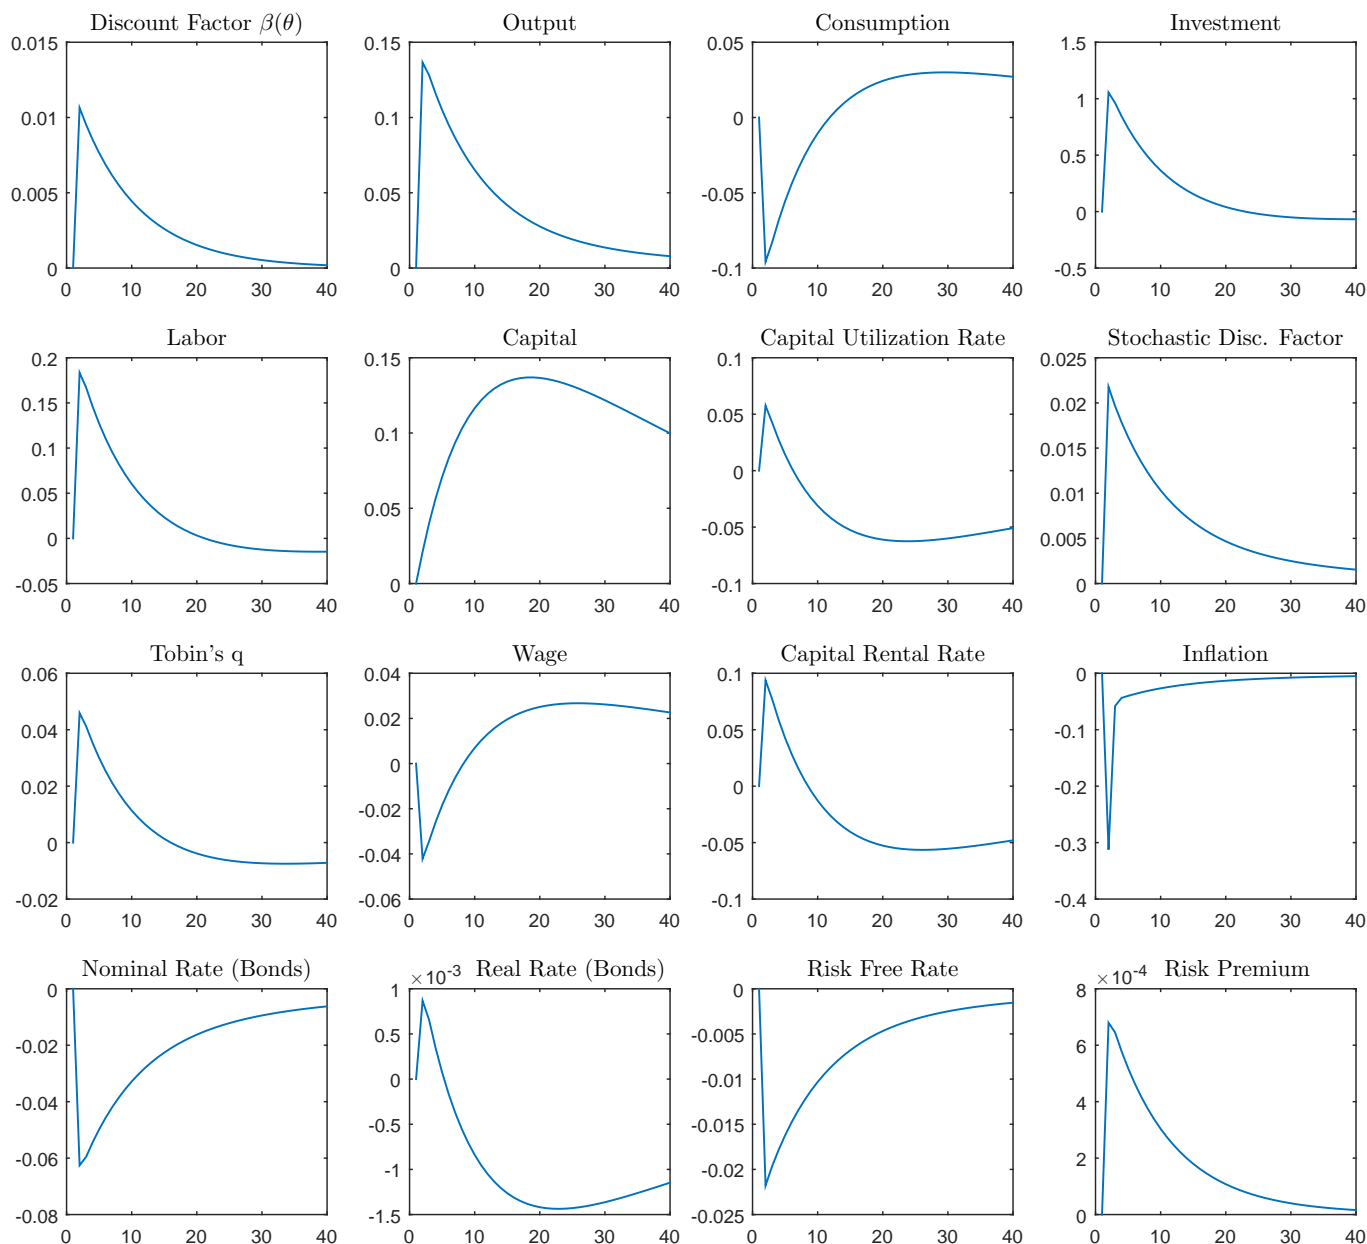 Discount Factor β(θ)
0.015
0.01
0.005
0
0 10 20 30 40
Output
0.15
0.1
0.05
0
0 10 20 30 40
Consumption
0.05
0
-0.05
-0.1
0 10 20 30 40
Investment
1.5
1
0.5
0
-0.5
0 10 20 30 40
Labor
0.2
0.15
0.1
0.05
0
-0.05
0 10 20 30 40
Capital
0.15
0.1
0.05
0
0 10 20 30 40
Capital Utilization Rate
0.1
0.05
0
-0.05
-0.1
0 10 20 30 40
Stochastic Disc. Factor
0.025
0.02
0.015
0.01
0.005
0
0 10 20 30 40
Tobin's q
0.06
0.04
0.02
0
-0.02
0 10 20 30 40
Wage
0.04
0.02
0
-0.02
-0.04
-0.06
0 10 20 30 40
Capital Rental Rate
0.1
0.05
0
-0.05
-0.1
0 10 20 30 40
Inflation
0
-0.1
-0.2
-0.3
-0.4
0 10 20 30 40
Nominal Rate (Bonds)
0
-0.02
-0.04
-0.06
-0.08
0 10 20 30 40
×10-3 Real Rate (Bonds)
1
0.5
0
-0.5
-1
-1.5
0 10 20 30 40
Risk Free Rate
0
-0.005
-0.01
-0.015
-0.02
-0.025
0 10 20 30 40
×10-4 Risk Premium
8
6
4
2
0
0 10 20 30 40